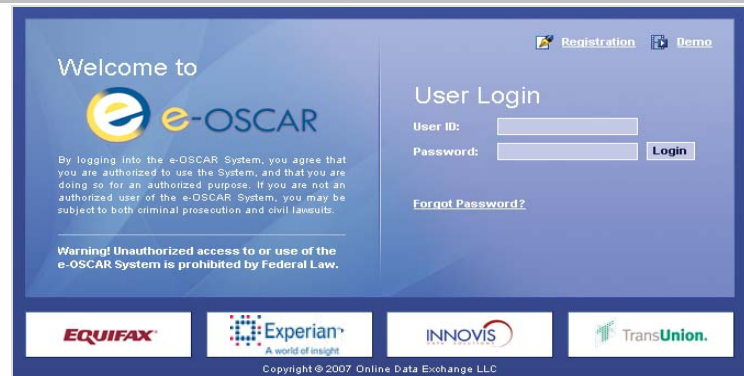 Registration Demo
Welcome to
e e-OSCAR
By logging into the e-OSCAR System, you agree that
you are authorized to use the System, and that you are
doing so for an authorized purpose. If you are not an
authorized user of the e-OSCAR System, you may be
subject to both criminal prosecution and civil lawsuits.
Warning! Unauthorized access to or use of the
e-OSCAR System is prohibited by Federal Law.
User Login
User ID:
Password: Login
Forgot Password?
EQUIFAX
Experian
A world of insight
INNOVIS
DATA SOLUTIONS
TransUnion.
Copyright © 2007 Online Data Exchange LLC